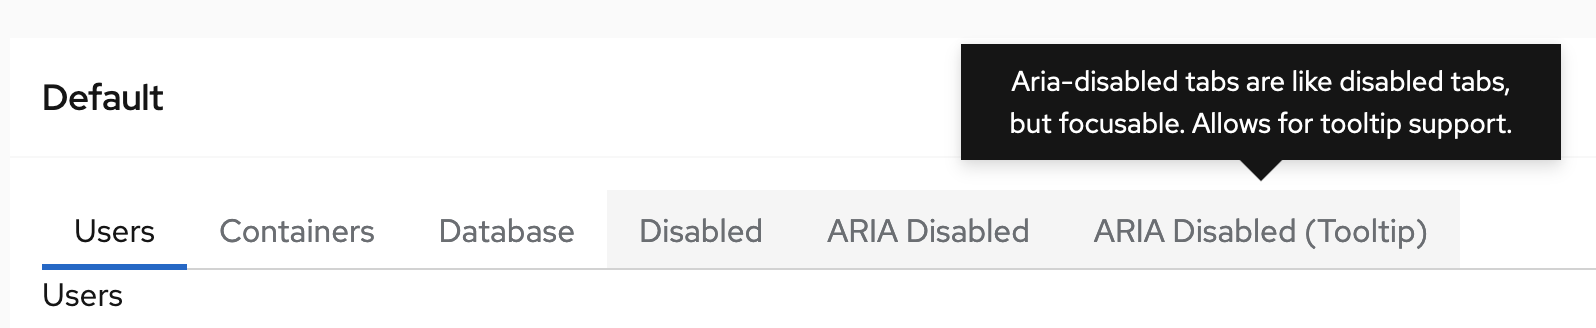 Default
Aria-disabled tabs are like disabled tabs,
but focusable. Allows for tooltip support.
Users Containers Database Disabled ARIA Disabled ARIA Disabled (Tooltip)
Users